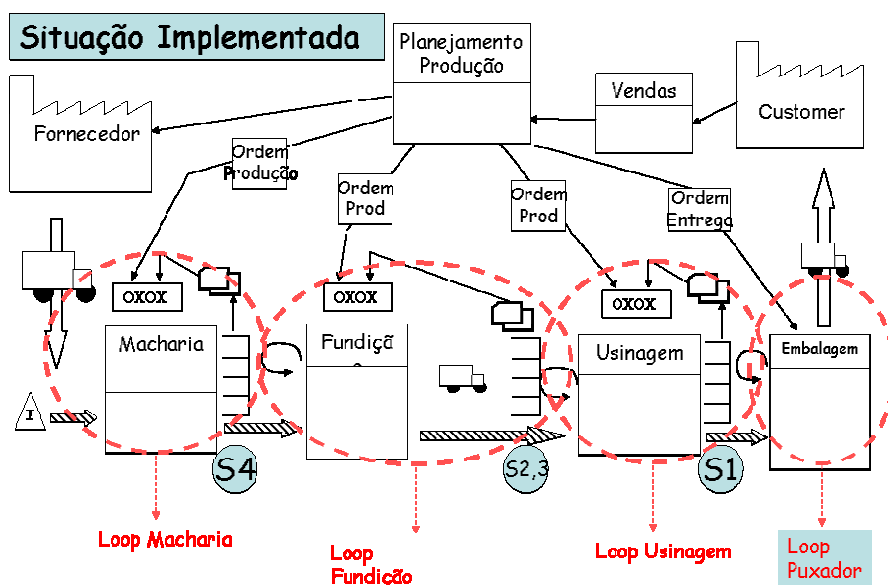 Situação Implementada
Planejamento
Produção
Vendas
Customer
Fornecedor
Ordem
Produção
Ordem
Prod
Ordem
Prod
Ordem
Entrega
OXOX
OXOX
OXOX
Macharia
Fundiçã
Usinagem
Embalagem
I
S4
S2,3
S1
Loop Macharia
Loop
Fundição
Loop Usinagem
Loop
Puxador